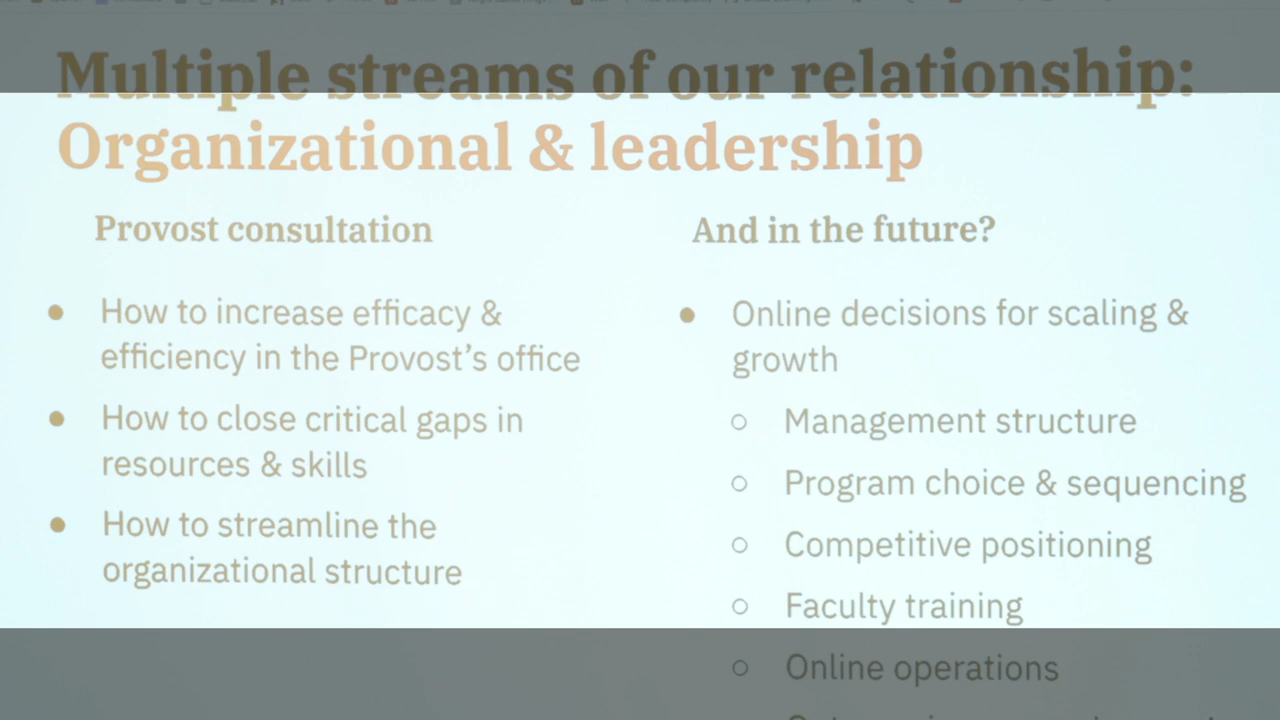 Multiple streams of our relationship:
Organizational & leadership
Provost consultation
● How to increase efficacy &
efficiency in the Provost’s office
● How to close critical gaps in
resources & skills
● How to streamline the
organizational structure
And in the future?
● Online decisions for scaling &
growth
○ Management structure
○ Program choice & sequencing
○ Competitive positioning
○ Faculty training
○ Online operations